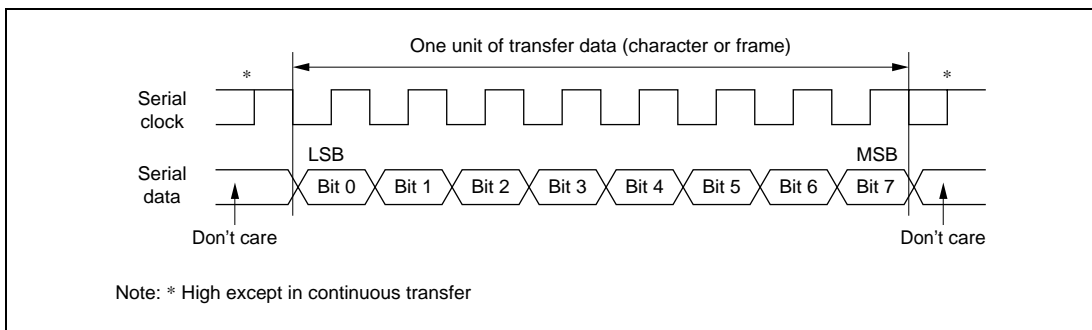 One unit of transfer data (character or frame)
* *
Serial
clock
LSB MSB
Serial
data
Bit 0 Bit 1 Bit 2 Bit 3 Bit 4 Bit 5 Bit 6 Bit 7
Don't care Don't care
Note: * High except in continuous transfer